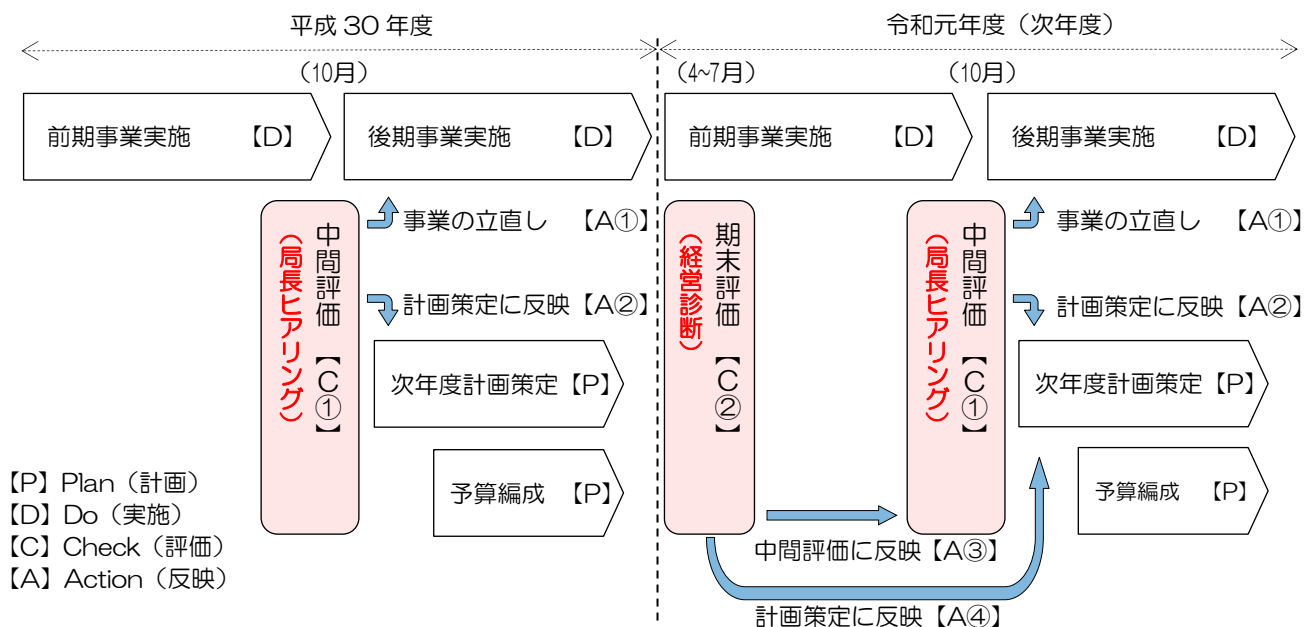 平成30年度
令和元年度（次年度）
（10月）
（4~7月）
（10月）
前期事業実施　【D】
後期事業実施　【D】
前期事業実施　【D】
後期事業実施　【D】
中間評価【C①】
（局長ヒアリング）
事業の立直し　【A①】
計画策定に反映【A②】
次年度計画策定【P】
予算編成　【P】
期末評価【C②】
（経営診断）
中間評価【C①】
（局長ヒアリング）
事業の立直し　【A①】
計画策定に反映【A②】
次年度計画策定【P】
予算編成　【P】
中間評価に反映【A③】
計画策定に反映【A④】
【P】Plan（計画）
【D】Do（実施）
【C】Check（評価）
【A】Action（反映）